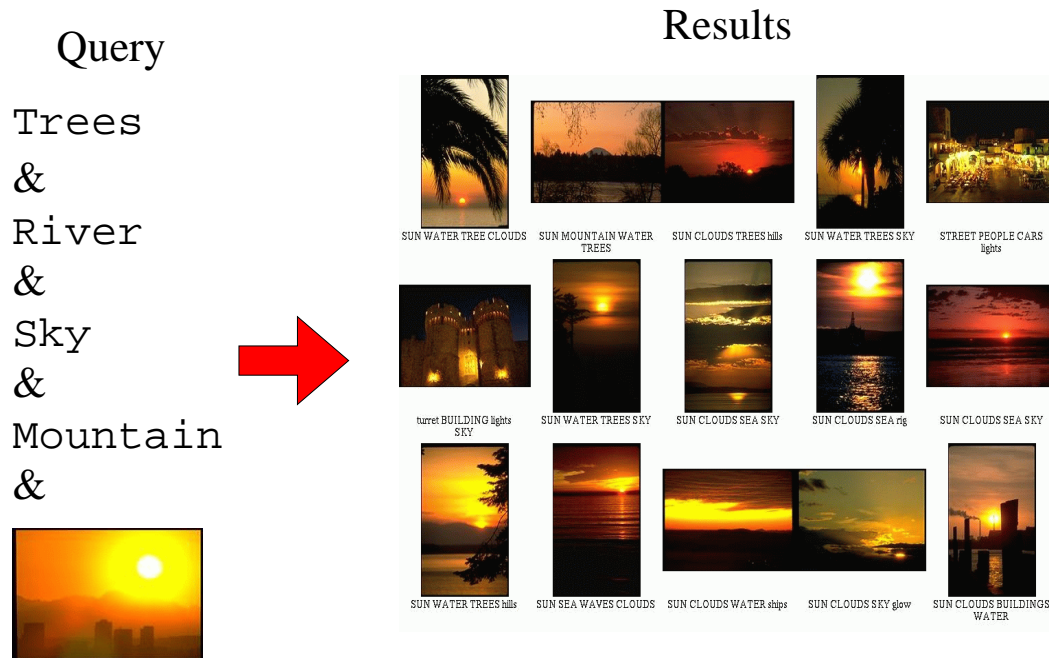 Query
Results
Trees
&
River
&
Sky
&
Mountain
&
SUN WATER TREE CLOUDS
SUN MOUNTAIN WATER
TREES
SUN CLOUDS TREES hills
SUN WATER TREES SKY
STREET PEOPLE CARS
lights
turret BUILDING lights
SKY
SUN WATER TREES SKY
SUN CLOUDS SEA SKY
SUN CLOUDS SEA rig
SUN CLOUDS SEA SKY
SUN WATER TREES hills
SUN SEA WAVES CLOUDS
SUN CLOUDS WATER ships
SUN CLOUDS SKY glow
SUN CLOUDS BUILDINGS
WATER